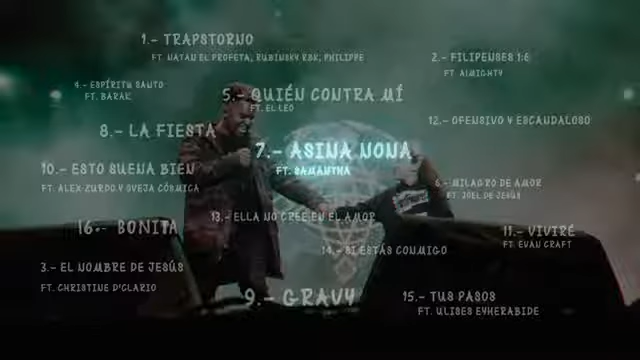 1.- TRAPSTORNO
FT. NATAN EL PROFETA, RUBINSKY RBK, PHILIPPE
2.- FILIPENSES 1:6
FT. ALMIGHTY
4.- ESPÍRITU SANTO
FT. BARAK
5.- QUIÉN CONTRA MÍ
FT. EL LEO
12.- OFENSIVO Y ESCANDALOSO
8.- LA FIESTA
7.- ASINA NONA
FT. SAMANTHA
10.- ESTO SUENA BIEN
FT. ALEX ZURDO Y OVEJA CÓSMICA
6.- MILAGRO DE AMOR
FT. JOEL DE JESÚS
13.- ELLA NO CREE EN EL AMOR
16.- BONITA
11.- VIVIRÉ
FT. EVAN CRAFT
14.- SI ESTÁS CONMIGO
3.- EL NOMBRE DE JESÚS
FT. CHRISTINE D'CLARIO
9.- GRAVY
15.- TUS PASOS
FT. ULISES EYHERABIDE